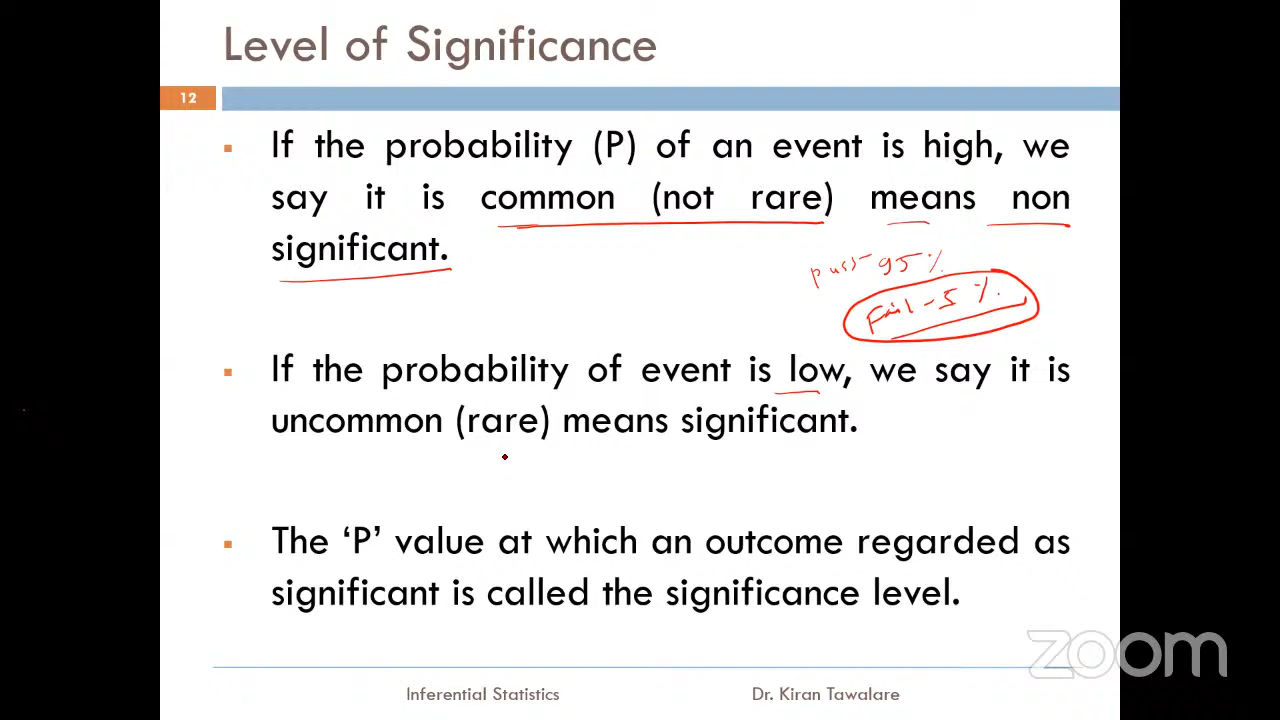 Level of Significance
12
▪ If the probability (P) of an event is high, we
say it is common (not rare) means non
significant.
pass - 95 %
Fail - 5 %.
▪ If the probability of event is low, we say it is
uncommon (rare) means significant.
▪ The ‘P’ value at which an outcome regarded as
significant is called the significance level.
zoom
Inferential Statistics
Dr. Kiran Tawalare